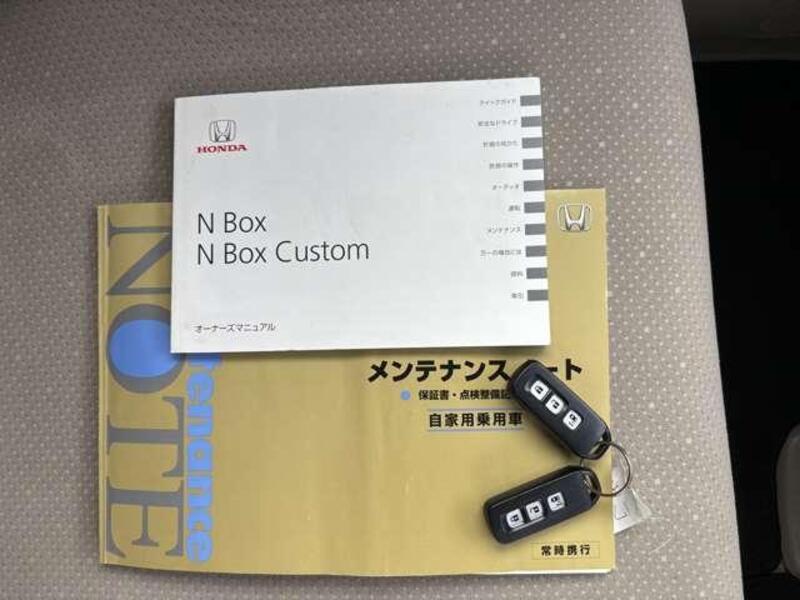 HONDA
N Box
N Box Custom
オーナーズマニュアル
クイックガイド
安全なドライブ
計器の見かた
各部の操作
オーディオ
運転
メンテナンス
万一の場合には
資料
索引
NOTE
メンテナンス
ート
保証書・点検整備記
自家用乗用車
常時携行